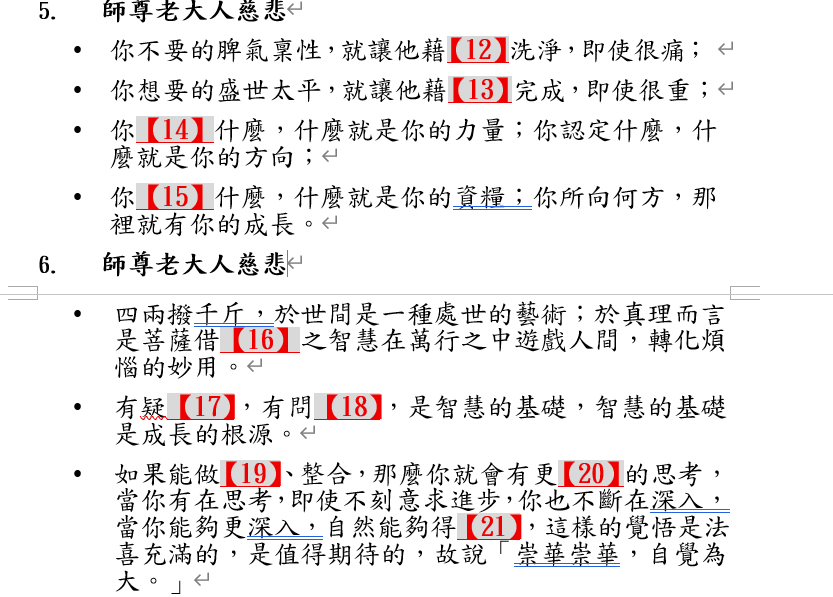 5. 師尊老大人慈悲
• 你不要的脾氣稟性，就讓他藉【12】洗淨，即使很痛；
• 你想要的盛世太平，就讓他藉【13】完成，即使很重；
• 你【14】什麼，什麼就是你的力量；你認定什麼，什
麼就是你的方向；
• 你【15】什麼，什麼就是你的資糧；你所向何方，那
裡就有你的成長。
6. 師尊老大人慈悲
• 四兩撥千斤，於世間是一種處世的藝術；於真理而言
是菩薩借【16】之智慧在萬行之中遊戲人間，轉化煩
惱的妙用。
• 有疑【17】，有問【18】，是智慧的基礎，智慧的基礎
是成長的根源。
• 如果能做【19】、整合，那麼你就會有更【20】的思考，
當你有在思考，即使不刻意求進步，你也不斷在深入，
當你能夠更深入，自然能夠得【21】，這樣的覺悟是法
喜充滿的，是值得期待的，故說「崇華崇華，自覺為
大。」